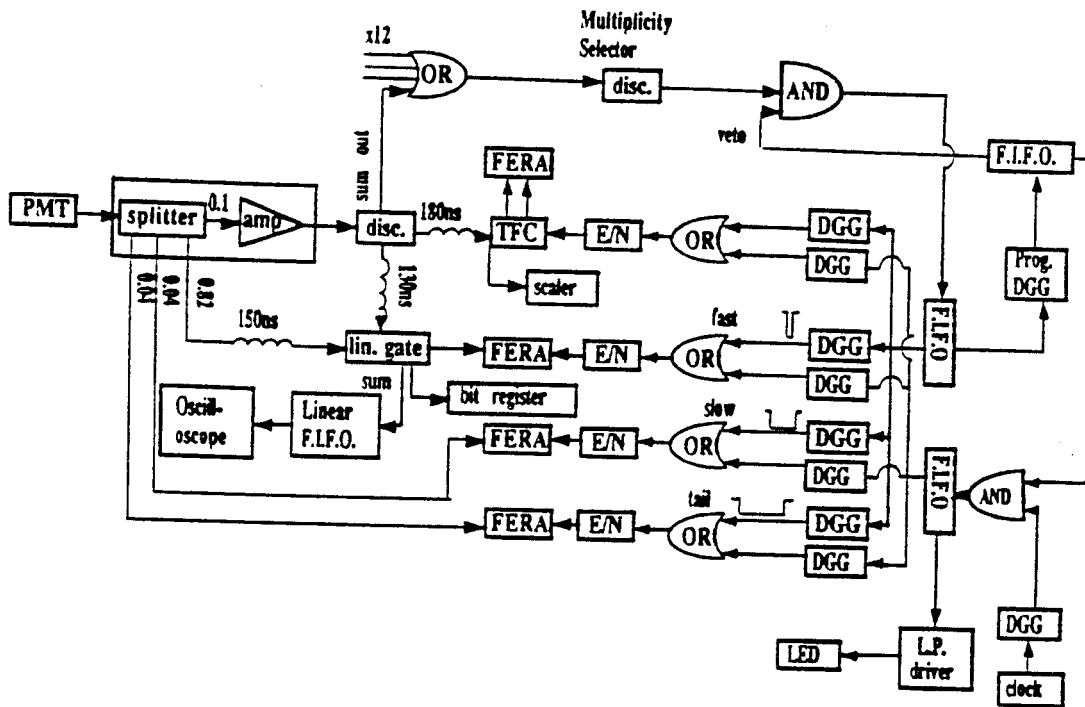 Multiplicity
Selector
x12
OR
disc.
AND
sum out
veto
F.I.F.O.
FERA
PMT
splitter
0.1
amp
disc.
180ns
TFC
E/N
OR
DGG
DGG
Prog.
DGG
scaler
0.04
0.04
0.82
130ns
150ns
lin. gate
FERA
E/N
fast
OR
DGG
DGG
F.I.F.O
sum
bit register
Oscill-
oscope
Linear
F.I.F.O.
FERA
E/N
slow
OR
DGG
DGG
F.I.F.O
AND
FERA
E/N
tail
OR
DGG
DGG
LED
L.P.
driver
DGG
clock